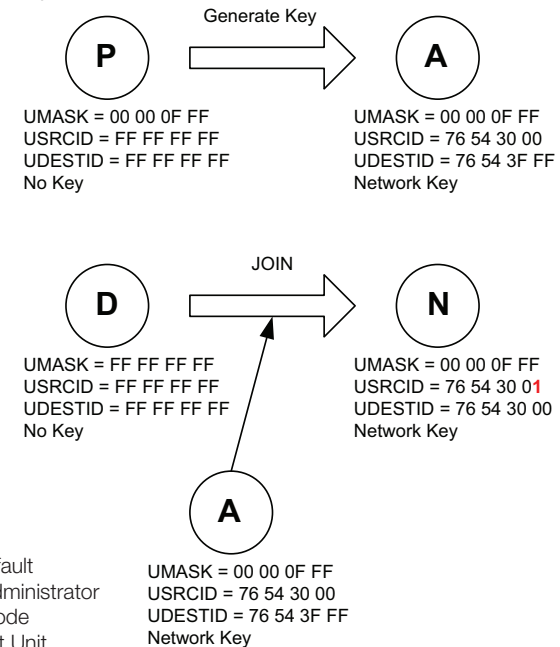 Generate Key
P
A
UMASK = 00 00 0F FF
USRCID = FF FF FF FF
UDESTID = FF FF FF FF
No Key
UMASK = 00 00 0F FF
USRCID = 76 54 30 00
UDESTID = 76 54 3F FF
Network Key
JOIN
D
N
UMASK = FF FF FF FF
USRCID = FF FF FF FF
UDESTID = FF FF FF FF
No Key
UMASK = 00 00 0F FF
USRCID = 76 54 30 01
UDESTID = 76 54 30 00
Network Key
A
UMASK = 00 00 0F FF
USRCID = 76 54 30 00
UDESTID = 76 54 3F FF
Network Key